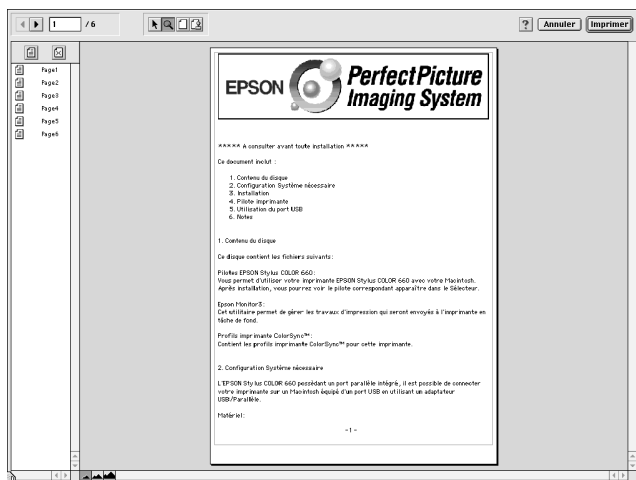 1 / 6
? Annuler Imprimer
Page1
Page2
Page3
Page4
Page5
Page6
EPSON PerfectPicture
Imaging System
***** A consulter avant toute installation *****
Ce document inclut :
1. Contenu du disque
2. Configuration Système nécessaire
3. Installation
4. Pilote imprimante
5. Utilisation du port USB
6. Notes
1. Contenu du disque
Ce disque contient les fichiers suivants:
Pilotes EPSON Stylus COLOR 660:
Vous permet d'utiliser votre imprimante EPSON Stylus COLOR 660 avec votre Macintosh.
Après installation, vous pourrez voir le pilote correspondant apparaître dans le Sélecteur.
Epson Monitor3:
Cet utilitaire permet de gérer les travaux d'impression qui seront envoyés à l'imprimante en
tâche de fond.
Profils imprimante ColorSync™:
Contient les profils imprimante ColorSync™ pour cette imprimante.
2. Configuration Système nécessaire
L'EPSON Stylus COLOR 660 possédant un port parallèle intégré, il est possible de connecter
votre imprimante sur un Macintosh équipé d'un port USB en utilisant un adaptateur
USB/Parallèle.
Matériel:
-1-